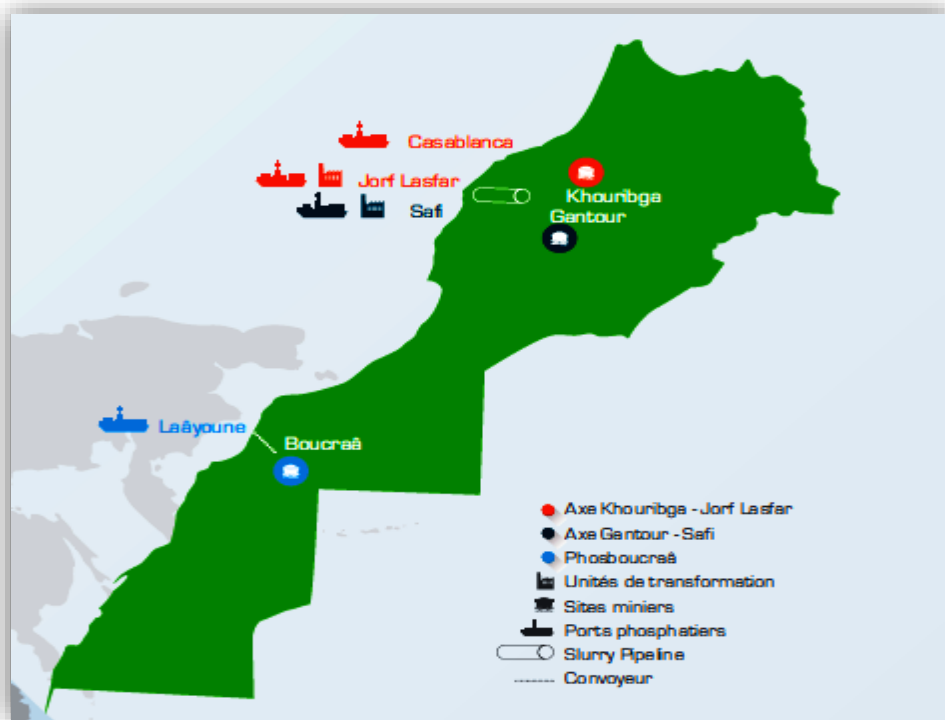 Casablanca
Jorf Lasfar
Khouribga
Safi
Gantour
Laâyoune
Boucraâ
Axe Khouribga - Jorf Lasfar
Axe Gantour - Safi
Phosboucraâ
Unités de transformation
Sites miniers
Ports phosphatiers
Slurry Pipeline
Convoyeur